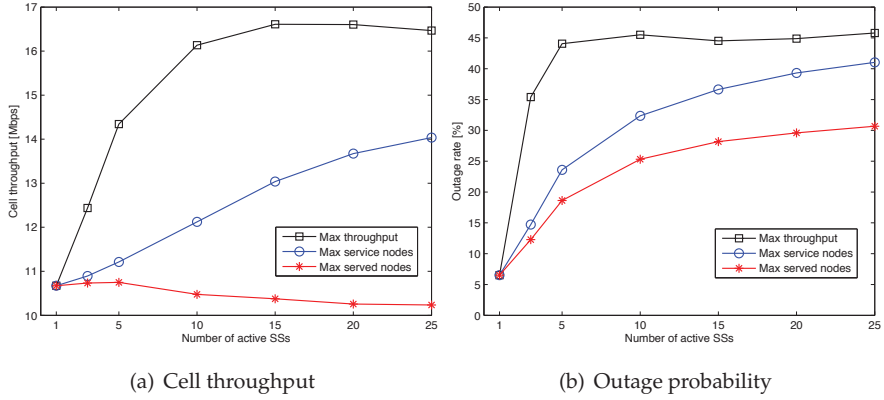 17
16
15
14
13
12
11
10
Cell throughput [Mbps]
1 5 10 15 20 25
Number of active SSs
Max throughput
Max service nodes
Max served nodes
(a) Cell throughput
50
45
40
35
30
25
20
15
10
5
0
Outage rate [%]
1 5 10 15 20 25
Number of active SSs
Max throughput
Max service nodes
Max served nodes
(b) Outage probability